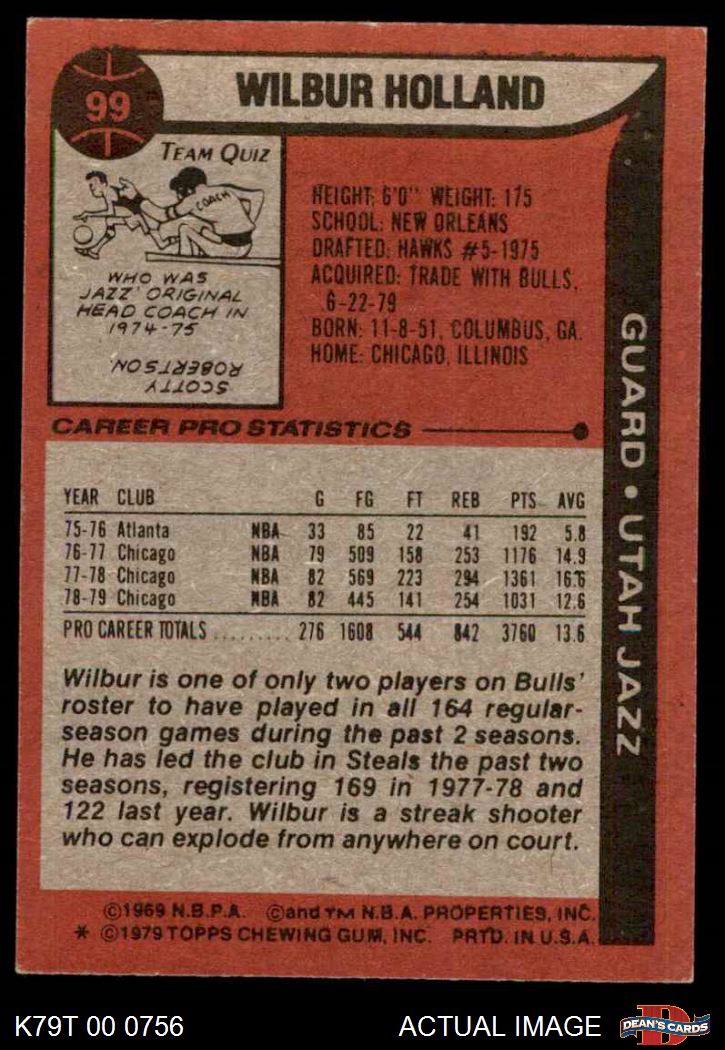 99
WILBUR HOLLAND
TEAM QUIZ
COACH
WHO WAS
JAZZ' ORIGINAL
HEAD COACH IN
1974-75
SCOTTY
ROBERTSON
HEIGHT: 6'0" WEIGHT: 175
SCHOOL: NEW ORLEANS
DRAFTED: HAWKS #5-1975
ACQUIRED: TRADE WITH BULLS,
6-22-79
BORN: 11-8-51, COLUMBUS, GA.
HOME: CHICAGO, ILLINOIS
GUARD • UTAH JAZZ
CAREER PRO STATISTICS
YEAR CLUB G FG FT REB PTS AVG
75-76 Atlanta NBA 33 85 22 41 192 5.8
76-77 Chicago NBA 79 509 158 253 1176 14.9
77-78 Chicago NBA 82 569 223 294 1361 16.6
78-79 Chicago NBA 82 445 141 254 1031 12.6
PRO CAREER TOTALS ......... 276 1608 544 842 3760 13.6
Wilbur is one of only two players on Bulls'
roster to have played in all 164 regular-
season games during the past 2 seasons.
He has led the club in Steals the past two
seasons, registering 169 in 1977-78 and
122 last year. Wilbur is a streak shooter
who can explode from anywhere on court.
©1969 N.B.P.A. ©and TM N.B.A. PROPERTIES, INC.
* ©1979 TOPPS CHEWING GUM, INC. PRTD. IN U.S.A.
K79T 00 0756
ACTUAL IMAGE
D
DEAN'S CARDS